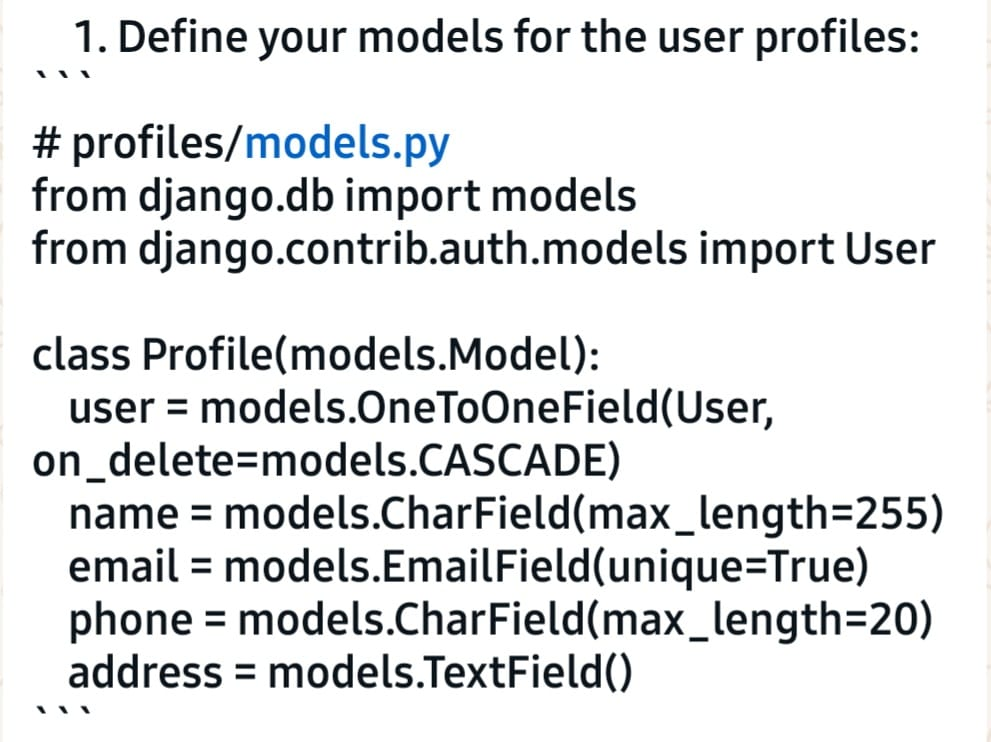 1. Define your models for the user profiles:
```
# profiles/models.py
from django.db import models
from django.contrib.auth.models import User
class Profile(models.Model):
user = models.OneToOneField(User,
on_delete=models.CASCADE)
name = models.CharField(max_length=255)
email = models.EmailField(unique=True)
phone = models.CharField(max_length=20)
address = models.TextField()
```